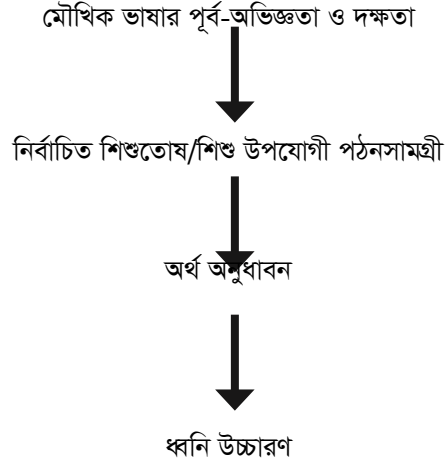 মৌখিক ভাষার পূর্ব-অভিজ্ঞতা ও দক্ষতা
নির্বাচিত শিশুতোষ/শিশু উপযোগী পঠনসামগ্রী
অর্থ অনুধাবন
ধ্বনি উচ্চারণ